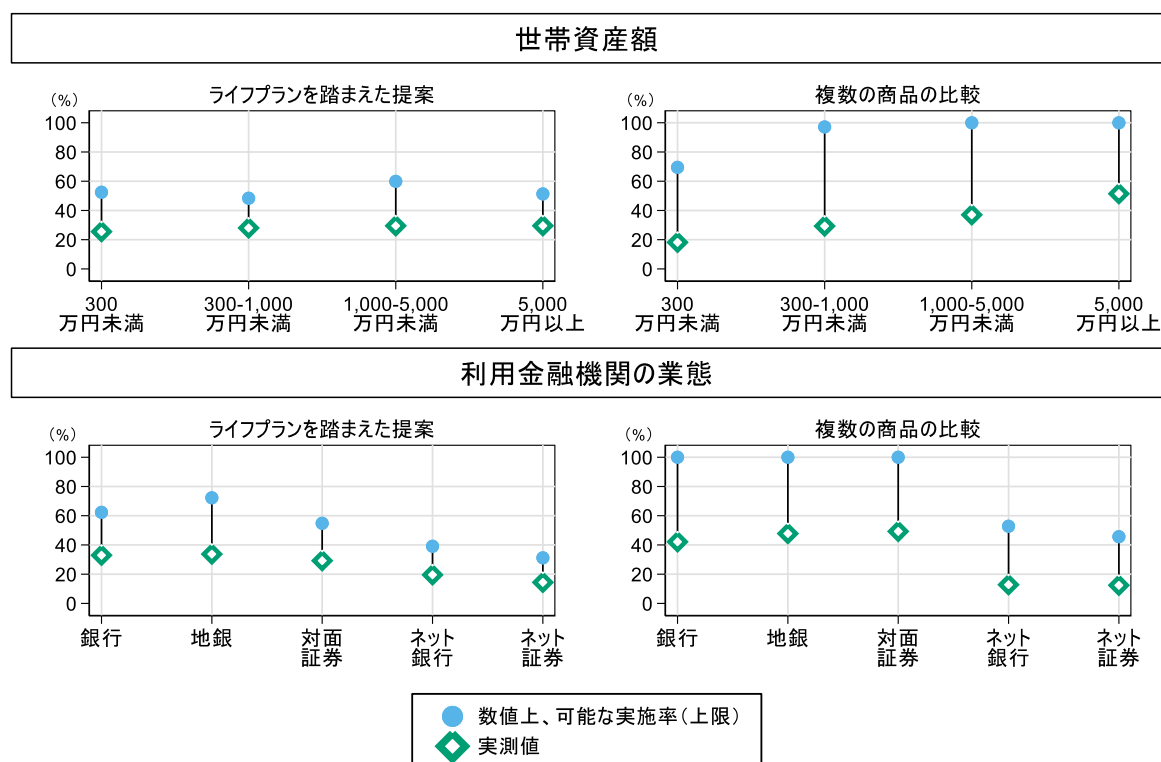 世帯資産額
ライフプランを踏まえた提案
(%)
100
80
60
40
20
0
300
万円未満
300-1,000
万円未満
1,000-5,000
万円未満
5,000
万円以上
複数の商品の比較
(%)
100
80
60
40
20
0
300
万円未満
300-1,000
万円未満
1,000-5,000
万円未満
5,000
万円以上
利用金融機関の業態
ライフプランを踏まえた提案
(%)
100
80
60
40
20
0
銀行
地銀
対面
証券
ネット
銀行
ネット
証券
複数の商品の比較
(%)
100
80
60
40
20
0
銀行
地銀
対面
証券
ネット
銀行
ネット
証券
数値上、可能な実施率(上限)
実測値